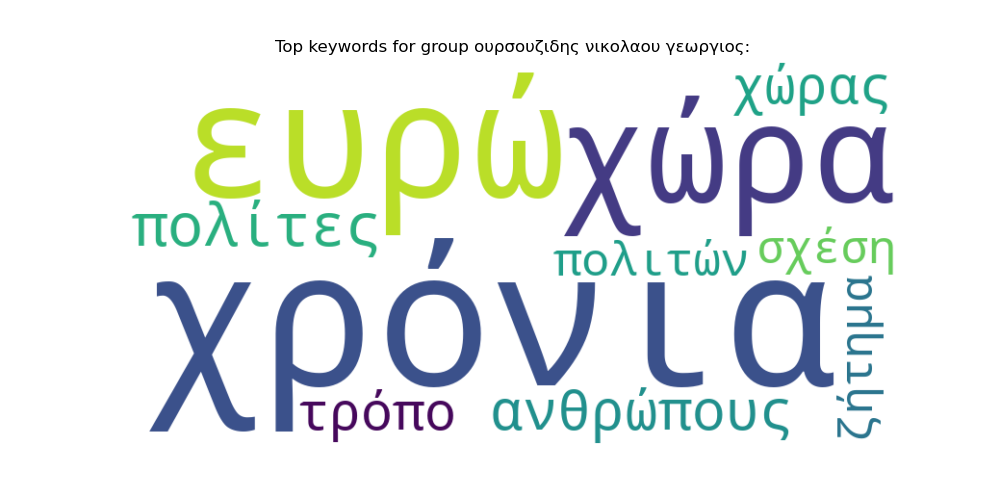 Top keywords for group ουρσουζιδης νικολαου γεωργιος:
χώρας
ευρώ
χώρα
πολίτες
πολιτών
σχέση
χρόνια
ζήτημα
τρόπο
ανθρώπους